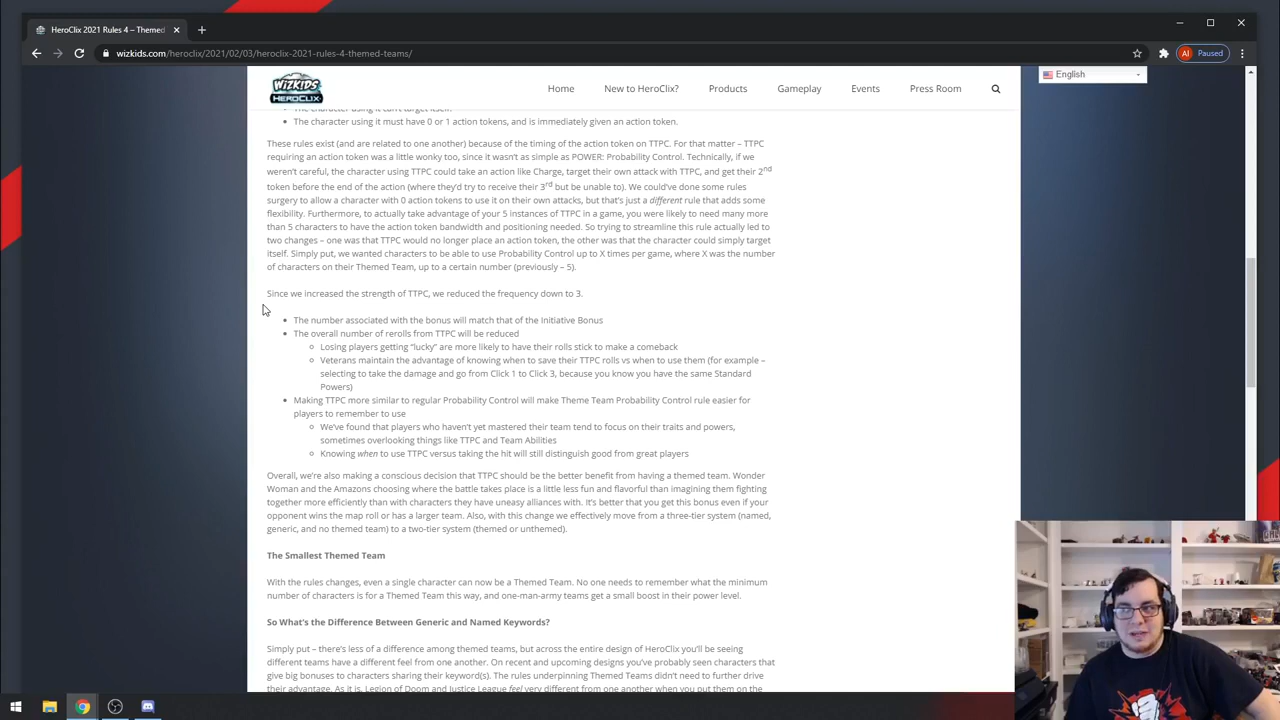 HeroClix 2021 Rules 4 – Themed
Paused
wizkids.com/heroclix/2021/02/03/heroclix-2021-rules-4-themed-teams/
English
WIZKIDS
HEROCLIX
Home New to HeroClix? Products Gameplay Events Press Room
The character using it can't target itself.
The character using it must have 0 or 1 action tokens, and is immediately given an action token.
These rules exist (and are related to one another) because of the timing of the action token on TTPC. For that matter – TTPC
requiring an action token was a little wonky too, since it wasn't as simple as POWER: Probability Control. Technically, if we
weren't careful, the character using TTPC could take an action like Charge, target their own attack with TTPC, and get their 2nd
token before the end of the action (where they'd try to receive their 3rd but be unable to). We could've done some rules
surgery to allow a character with 0 action tokens to use it on their own attacks, but that's just a different rule that adds some
flexibility. Furthermore, to actually take advantage of your 5 instances of TTPC in a game, you were likely to need many more
than 5 characters to have the action token bandwidth and positioning needed. So trying to streamline this rule actually led to
two changes – one was that TTPC would no longer place an action token, the other was that the character could simply target
itself. Simply put, we wanted characters to be able to use Probability Control up to X times per game, where X was the number
of characters on their Themed Team, up to a certain number (previously – 5).
Since we increased the strength of TTPC, we reduced the frequency down to 3.
The number associated with the bonus will match that of the Initiative Bonus
The overall number of rerolls from TTPC will be reduced
Losing players getting "lucky" are more likely to have their rolls stick to make a comeback
Veterans maintain the advantage of knowing when to save their TTPC rolls vs when to use them (for example –
selecting to take the damage and go from Click 1 to Click 3, because you know you have the same Standard
Powers)
Making TTPC more similar to regular Probability Control will make Theme Team Probability Control rule easier for
players to remember to use
We've found that players who haven't yet mastered their team tend to focus on their traits and powers,
sometimes overlooking things like TTPC and Team Abilities
Knowing when to use TTPC versus taking the hit will still distinguish good from great players
Overall, we're also making a conscious decision that TTPC should be the better benefit from having a themed team. Wonder
Woman and the Amazons choosing where the battle takes place is a little less fun and flavorful than imagining them fighting
together more efficiently than with characters they have uneasy alliances with. It's better that you get this bonus even if your
opponent wins the map roll or has a larger team. Also, with this change we effectively move from a three-tier system (named,
generic, and no themed team) to a two-tier system (themed or unthemed).
The Smallest Themed Team
With the rules changes, even a single character can now be a Themed Team. No one needs to remember what the minimum
number of characters is for a Themed Team this way, and one-man-army teams get a small boost in their power level.
So What's the Difference Between Generic and Named Keywords?
Simply put – there's less of a difference among themed teams, but across the entire design of HeroClix you'll be seeing
different teams have a different feel from one another. On recent and upcoming designs you've probably seen characters that
give big bonuses to characters sharing their keyword(s). The rules underpinning Themed Teams didn't need to further drive
their advantage. As it is, Legion of Doom and Justice League feel very different from one another when you put them on the